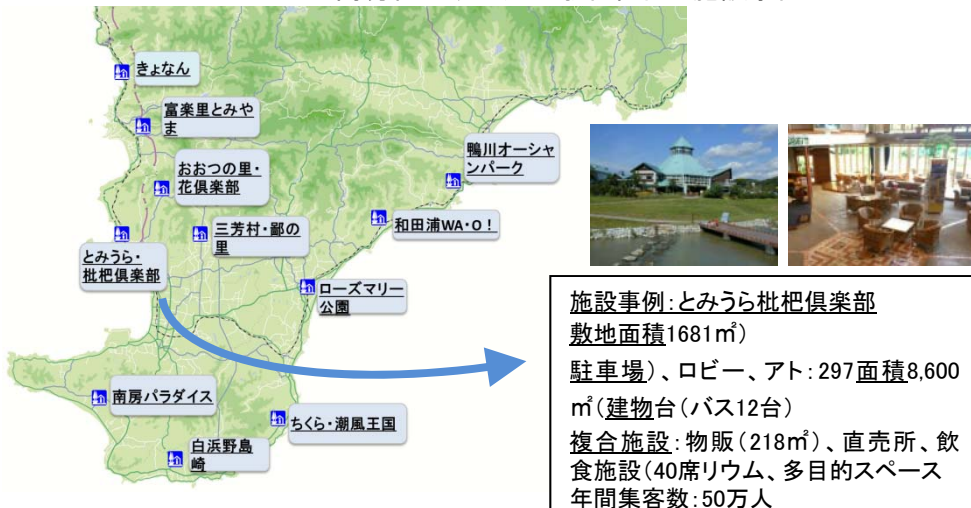 きょなん
富楽里とみや
ま
おおつの里・
花倶楽部
鴨川オーシャ
ンパーク
三芳村・鄙の
里
和田浦WA・O！
とみうら・
枇杷倶楽部
ローズマリー
公園
南房パラダイス
ちくら・潮風王国
白浜野島
崎
施設事例：とみうら枇杷倶楽部
敷地面積1681㎡）
駐車場）、ロビー、アト：297面積8,600
㎡（建物台（バス12台）
複合施設：物販（218㎡）、直売所、飲
食施設（40席リウム、多目的スペース
年間集客数：50万人